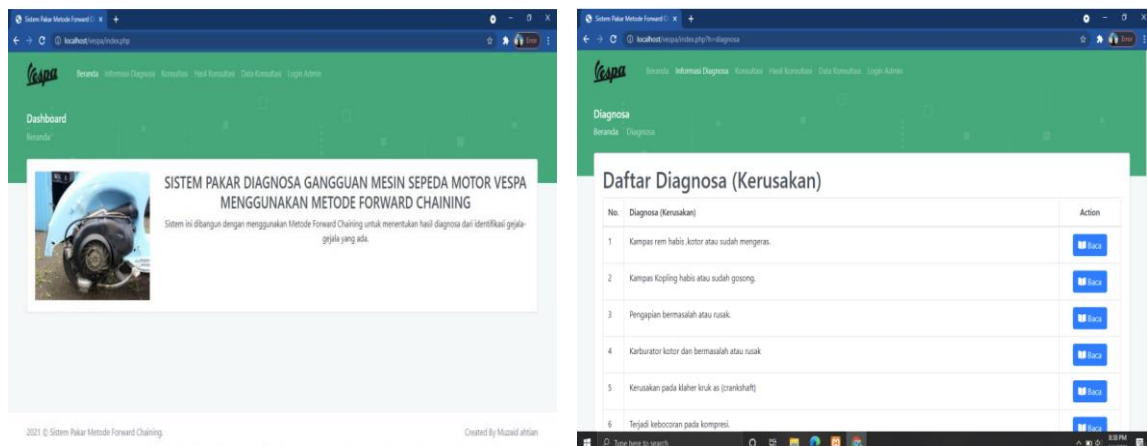 Sistem Pakar Metode Forward C
localhost/vespa/index.php
Error
Vespa
Beranda Informasi Diagnosa Konsultasi Hasil Konsultasi Data Konsultasi Login Admin
Dashboard
Beranda
SISTEM PAKAR DIAGNOSA GANGGUAN MESIN SEPEDA MOTOR VESPA
MENGGUNAKAN METODE FORWARD CHAINING
Sistem ini dibangun dengan menggunakan Metode Forward Chaining untuk menentukan hasil diagnosa dari identifikasi gejala-
gejala yang ada.
2021 © Sistem Pakar Metode Forward Chaining.
Created By Muzaid ahtian
Sistem Pakar Metode Forward C
localhost/vespa/index.php?h=diagnosa
Error
Vespa
Beranda Informasi Diagnosa Konsultasi Hasil Konsultasi Data Konsultasi Login Admin
Diagnosa
Beranda Diagnosa
Daftar Diagnosa (Kerusakan)
No. Diagnosa (Kerusakan) Action
1 Kampas rem habis ,kotor atau sudah mengeras. Baca
2 Kampas Kopling habis atau sudah gosong. Baca
3 Pengapian bermasalah atau rusak. Baca
4 Karburator kotor dan bermasalah atau rusak Baca
5 Kerusakan pada klaher kruk as (crankshaft) Baca
6 Terjadi kebocoran pada kompresi. Baca
Type here to search
8:38 PM